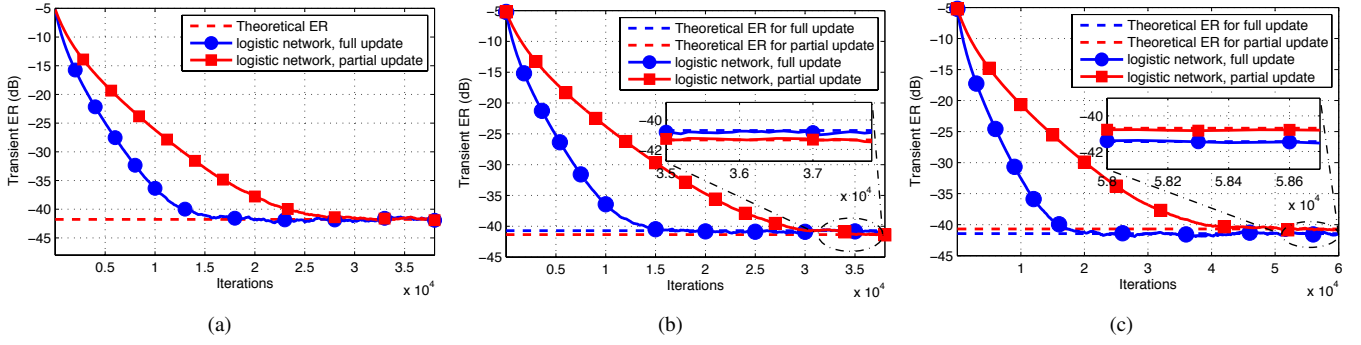 Theoretical ER
logistic network, full update
logistic network, partial update
Transient ER (dB)
−5
−10
−15
−20
−25
−30
−35
−40
−45
0.5 1 1.5 2 2.5 3 3.5
Iterations
x 10^4
(a)
Theoretical ER for full update
Theoretical ER for partial update
logistic network, full update
logistic network, partial update
−40
−42
3.5 3.6 3.7
x 10^4
Transient ER (dB)
−5
−10
−15
−20
−25
−30
−35
−40
−45
0.5 1 1.5 2 2.5 3 3.5
Iterations
x 10^4
(b)
Theoretical ER for full update
Theoretical ER for partial update
logistic network, full update
logistic network, partial update
−40
−42
5.8 5.82 5.84 5.86
x 10^4
Transient ER (dB)
−5
−10
−15
−20
−25
−30
−35
−40
−45
1 2 3 4 5 6
Iterations
x 10^4
(c)